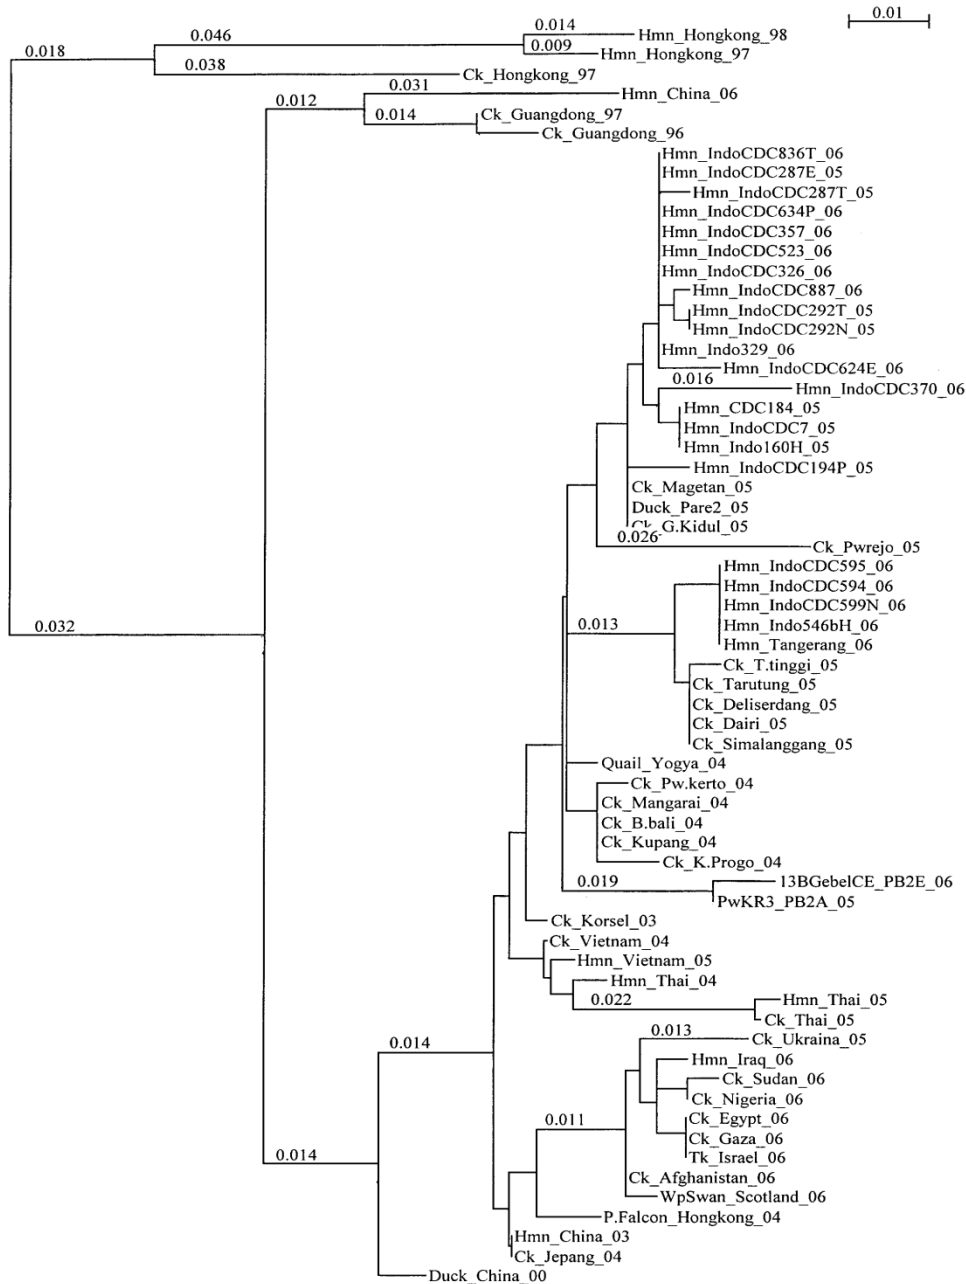 0.01
0.014
Hmn_Hongkong_98
0.046
0.009
Hmn_Hongkong_97
0.018
0.038
Ck_Hongkong_97
0.031
Hmn_China_06
0.012
0.014
Ck_Guangdong_97
Ck_Guangdong_96
Hmn_IndoCDC836T_06
Hmn_IndoCDC287E_05
Hmn_IndoCDC287T_05
Hmn_IndoCDC634P_06
Hmn_IndoCDC357_06
Hmn_IndoCDC523_06
Hmn_IndoCDC326_06
Hmn_IndoCDC887_06
Hmn_IndoCDC292T_05
Hmn_IndoCDC292N_05
Hmn_Indo329_06
Hmn_IndoCDC624E_06
0.016
Hmn_IndoCDC370_06
Hmn_CDC184_05
Hmn_IndoCDC7_05
Hmn_Indo160H_05
Hmn_IndoCDC194P_05
Ck_Magetan_05
Duck_Pare2_05
Ck_G.Kidul_05
0.026
Ck_Pwrejo_05
Hmn_IndoCDC595_06
Hmn_IndoCDC594_06
Hmn_IndoCDC599N_06
0.032
0.013
Hmn_Indo546bH_06
Hmn_Tangerang_06
Ck_T.tinggi_05
Ck_Tarutung_05
Ck_Deliserdang_05
Ck_Dairi_05
Ck_Simalanggang_05
Quail_Yogya_04
Ck_Pw.kerto_04
Ck_Mangarai_04
Ck_B.bali_04
Ck_Kupang_04
Ck_K.Progo_04
0.019
13BGebelCE_PB2E_06
PwKR3_PB2A_05
Ck_Korsel_03
Ck_Vietnam_04
Hmn_Vietnam_05
Hmn_Thai_04
0.022
Hmn_Thai_05
Ck_Thai_05
0.013
Ck_Ukraina_05
0.014
Hmn_Iraq_06
Ck_Sudan_06
Ck_Nigeria_06
0.011
Ck_Egypt_06
Ck_Gaza_06
Tk_Israel_06
0.014
Ck_Afghanistan_06
WpSwan_Scotland_06
P.Falcon_Hongkong_04
Hmn_China_03
Ck_Jepang_04
Duck_China_00